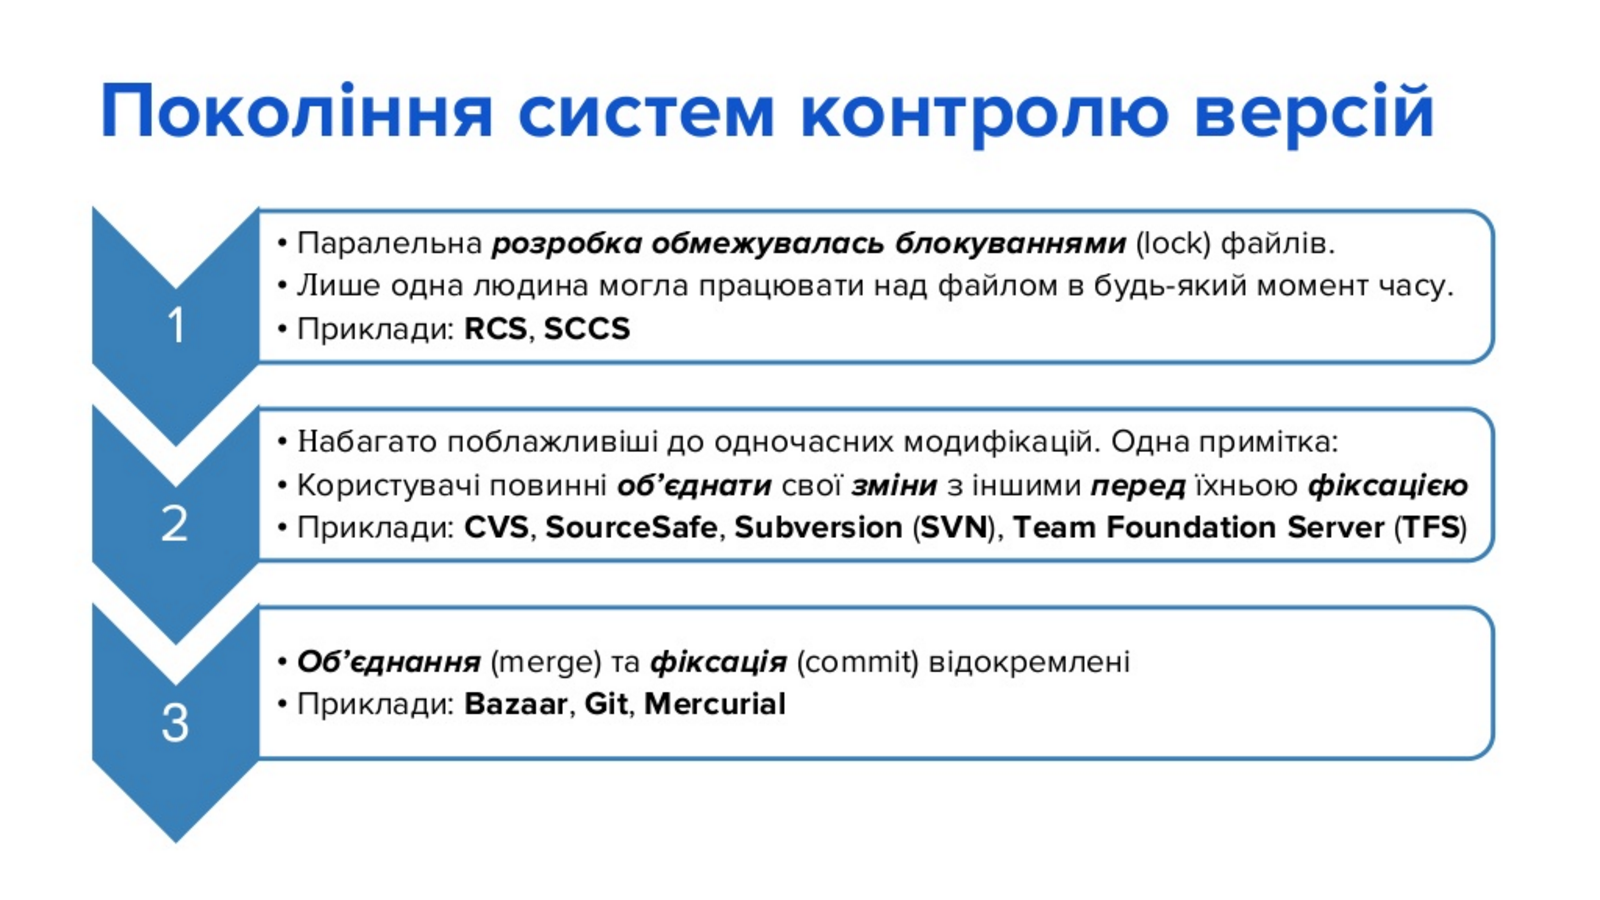 Покоління систем контролю версій
1
• Паралельна розробка обмежувалась блокуваннями (lock) файлів.
• Лише одна людина могла працювати над файлом в будь-який момент часу.
• Приклади: RCS, SCCS
2
• Набагато поблажливіші до одночасних модифікацій. Одна примітка:
• Користувачі повинні об’єднати свої зміни з іншими перед їхньою фіксацією
• Приклади: CVS, SourceSafe, Subversion (SVN), Team Foundation Server (TFS)
3
• Об’єднання (merge) та фіксація (commit) відокремлені
• Приклади: Bazaar, Git, Mercurial